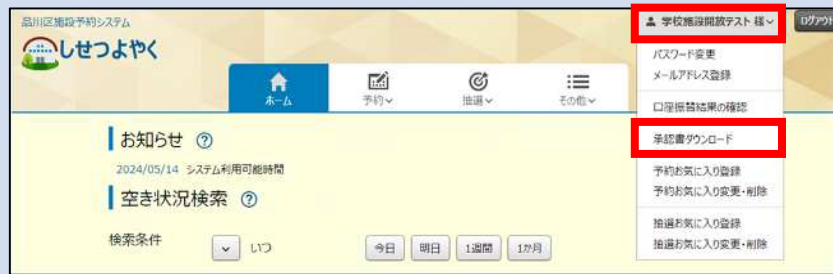 品川区施設予約システム
しせつよやく
学校施設開放テスト 様
ログアウト
ホーム
予約
抽選
その他
パスワード変更
メールアドレス登録
口座振替結果の確認
承認書ダウンロード
予約お気に入り登録
予約お気に入り変更・削除
抽選お気に入り登録
抽選お気に入り変更・削除
お知らせ ?
2024/05/14 システム利用可能時間
空き状況検索 ?
検索条件 いつ 今日 明日 1週間 1か月